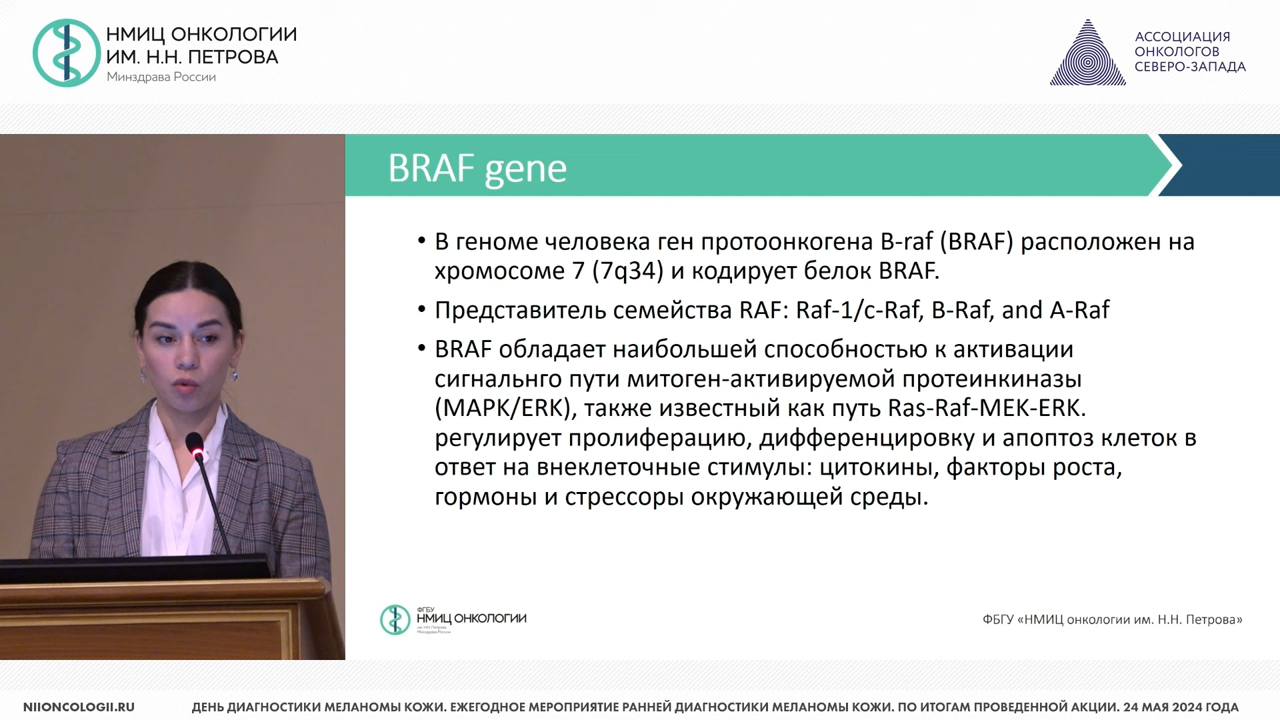 НМИЦ ОНКОЛОГИИ
ИМ. Н.Н. ПЕТРОВА
Минздрава России
АССОЦИАЦИЯ
ОНКОЛОГОВ
СЕВЕРО-ЗАПАДА
BRAF gene
• В геноме человека ген протоонкогена B-raf (BRAF) расположен на
хромосоме 7 (7q34) и кодирует белок BRAF.
• Представитель семейства RAF: Raf-1/c-Raf, B-Raf, and A-Raf
• BRAF обладает наибольшей способностью к активации
сигнальнго пути митоген-активируемой протеинкиназы
(MAPK/ERK), также известный как путь Ras-Raf-MEK-ERK.
регулирует пролиферацию, дифференцировку и апоптоз клеток в
ответ на внеклеточные стимулы: цитокины, факторы роста,
гормоны и стрессоры окружающей среды.
ФГБУ
НМИЦ ОНКОЛОГИИ
им. Н.Н. Петрова
Минздрава России
ФБГУ «НМИЦ онкологии им. Н.Н. Петрова»
NIIONCOLOGII.RU
ДЕНЬ ДИАГНОСТИКИ МЕЛАНОМЫ КОЖИ. ЕЖЕГОДНОЕ МЕРОПРИЯТИЕ РАННЕЙ ДИАГНОСТИКИ МЕЛАНОМЫ КОЖИ. ПО ИТОГАМ ПРОВЕДЕННОЙ АКЦИИ. 24 МАЯ 2024 ГОДА